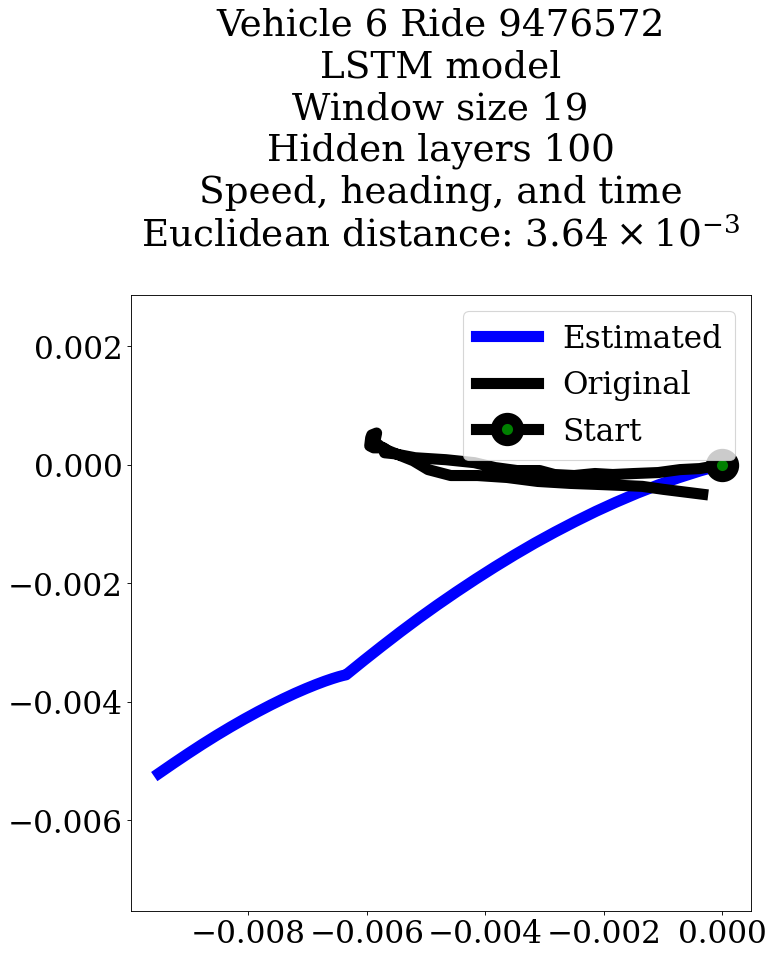 Vehicle 6 Ride 9476572
LSTM model
Window size 19
Hidden layers 100
Speed, heading, and time
Euclidean distance: 3.64 × 10⁻³
Estimated
Original
Start
0.002
0.000
−0.002
−0.004
−0.006
−0.008 −0.006 −0.004 −0.002 0.000